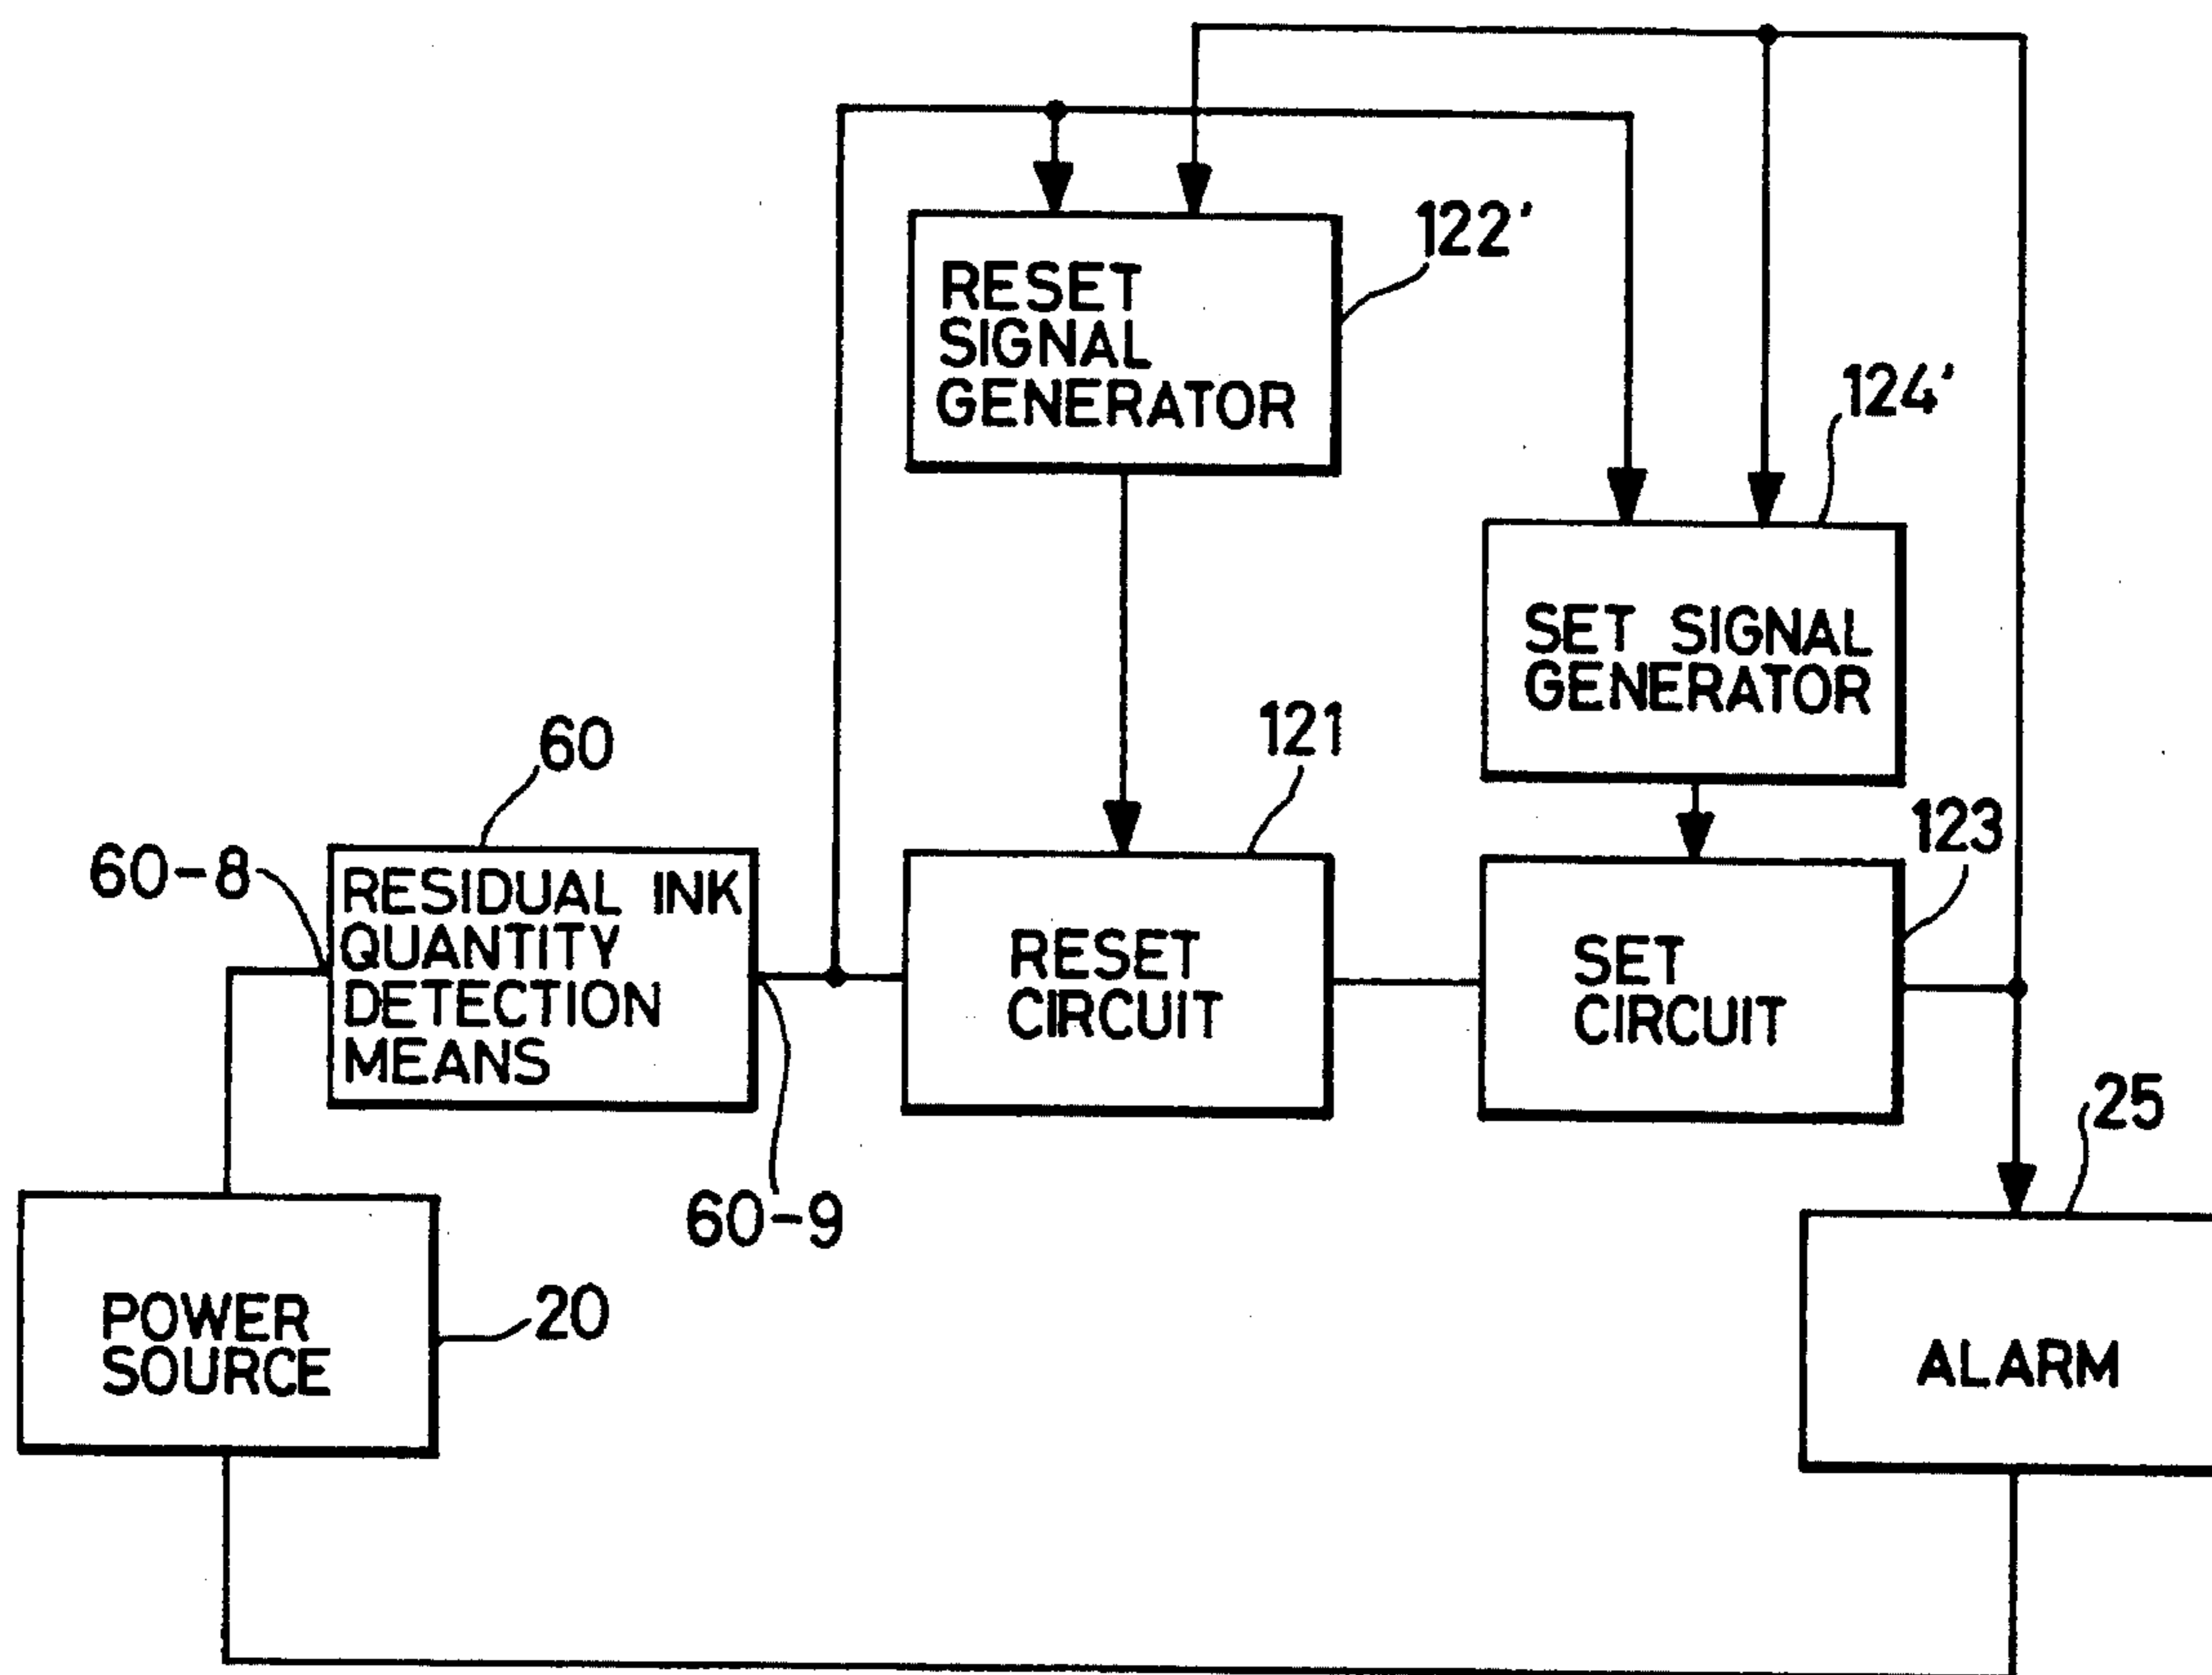 122'
RESET
SIGNAL
GENERATOR
124'
SET SIGNAL
GENERATOR
60
121
123
60-8
RESIDUAL INK
QUANTITY
DETECTION
MEANS
RESET
CIRCUIT
SET
CIRCUIT
25
60-9
POWER
SOURCE
20
ALARM